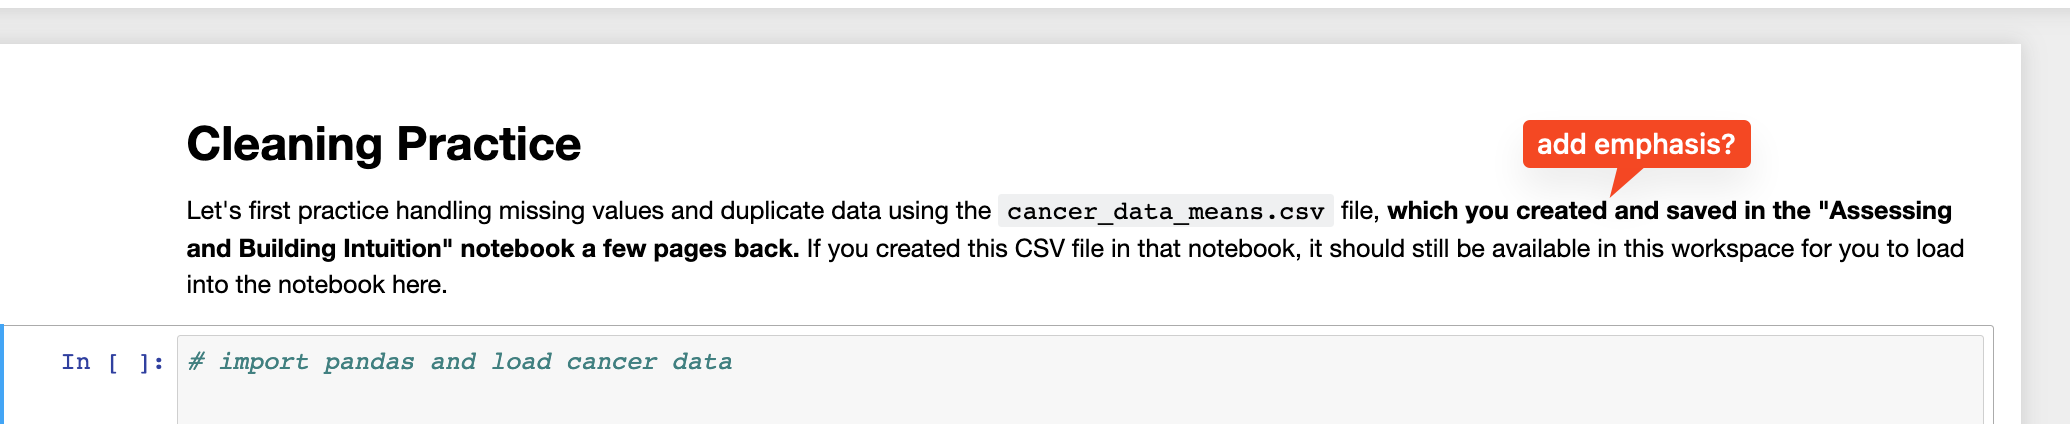 Cleaning Practice
add emphasis?
Let's first practice handling missing values and duplicate data using the cancer_data_means.csv file, which you created and saved in the "Assessing
and Building Intuition" notebook a few pages back. If you created this CSV file in that notebook, it should still be available in this workspace for you to load
into the notebook here.
In [ ]: # import pandas and load cancer data